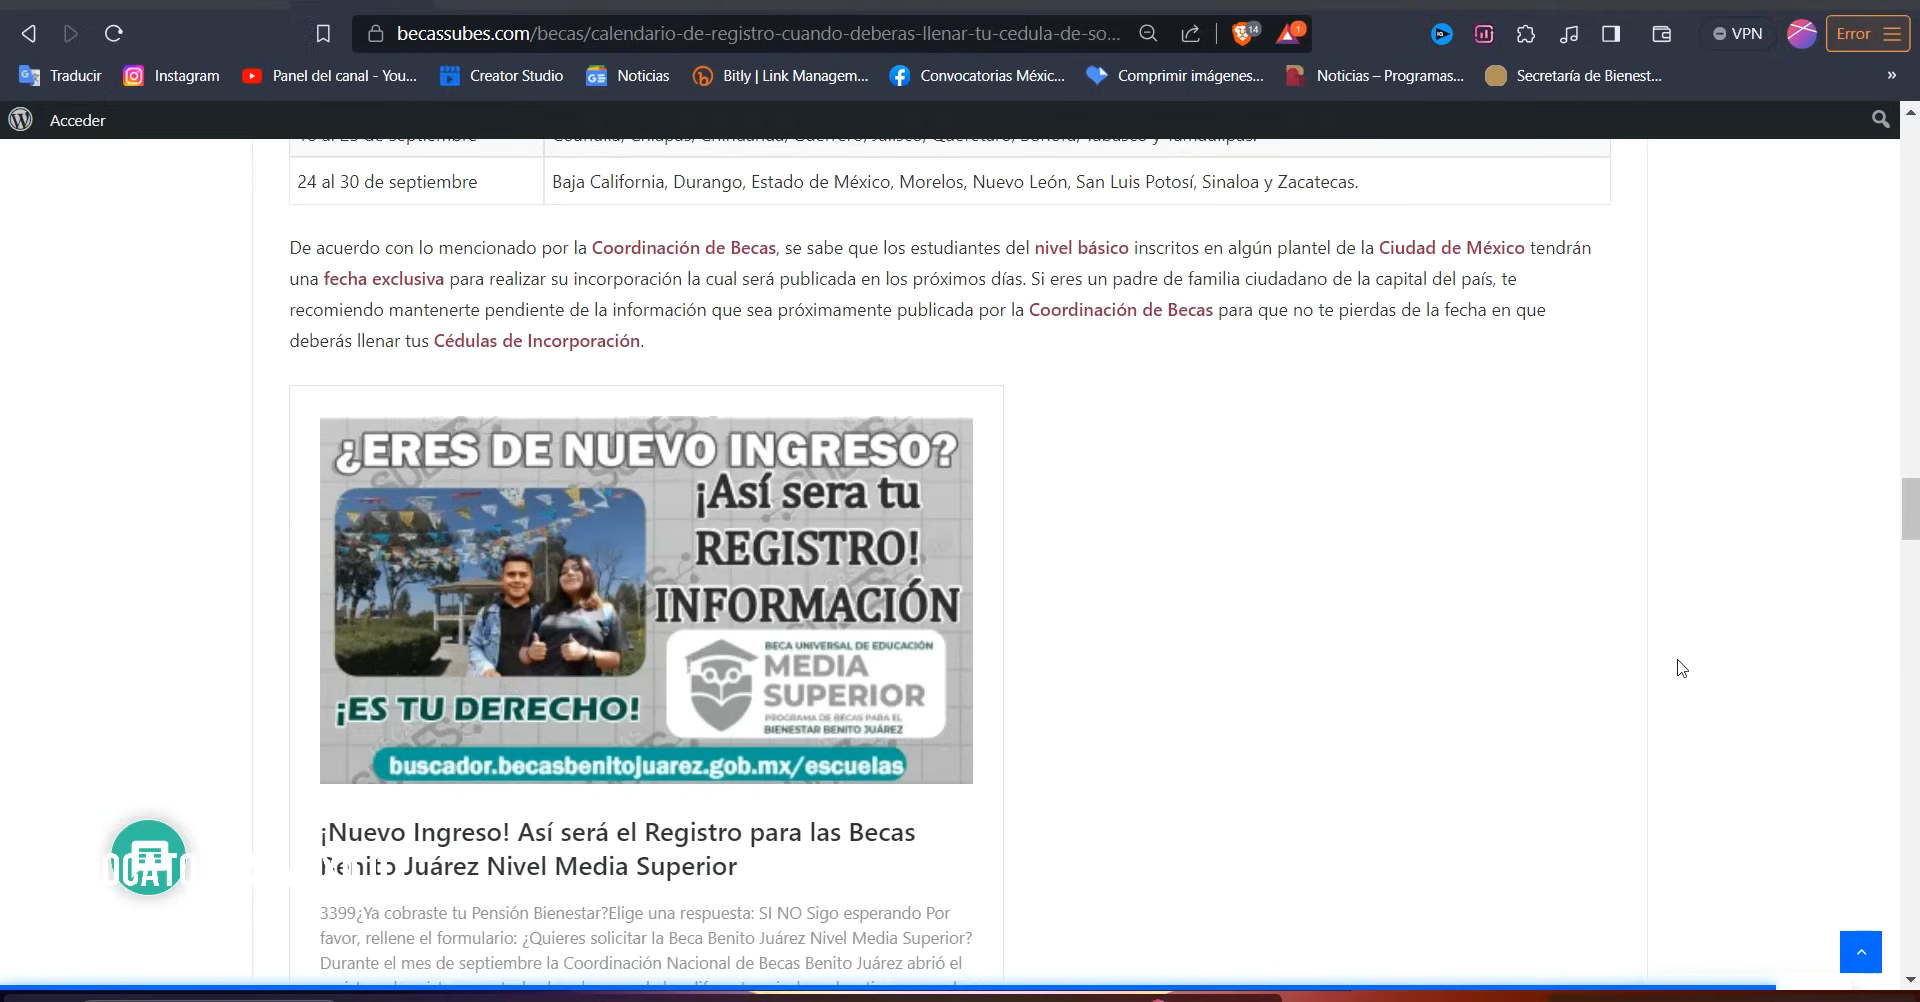 becassubes.com/becas/calendario-de-registro-cuando-deberas-llenar-tu-cedula-de-so...
14
1
VPN
Error
Traducir
Instagram
Panel del canal - You...
Creator Studio
Noticias
Bitly | Link Managem...
Convocatorias Méxic...
Comprimir imágenes...
Noticias – Programas...
Secretaría de Bienest...
»
Acceder
24 al 30 de septiembre
Baja California, Durango, Estado de México, Morelos, Nuevo León, San Luis Potosí, Sinaloa y Zacatecas.
De acuerdo con lo mencionado por la Coordinación de Becas, se sabe que los estudiantes del nivel básico inscritos en algún plantel de la Ciudad de México tendrán
una fecha exclusiva para realizar su incorporación la cual será publicada en los próximos días. Si eres un padre de familia ciudadano de la capital del país, te
recomiendo mantenerte pendiente de la información que sea próximamente publicada por la Coordinación de Becas para que no te pierdas de la fecha en que
deberás llenar tus Cédulas de Incorporación.
¿ERES DE NUEVO INGRESO?
¡Así sera tu
REGISTRO!
INFORMACIÓN
BECA UNIVERSAL DE EDUCACIÓN
MEDIA
SUPERIOR
PROGRAMA DE BECAS PARA EL
BIENESTAR BENITO JUÁREZ
¡ES TU DERECHO!
buscador.becasbenitojuarez.gob.mx/escuelas
¡Nuevo Ingreso! Así será el Registro para las Becas
Benito Juárez Nivel Media Superior
3399¿Ya cobraste tu Pensión Bienestar?Elige una respuesta: SI NO Sigo esperando Por
favor, rellene el formulario: ¿Quieres solicitar la Beca Benito Juárez Nivel Media Superior?
Durante el mes de septiembre la Coordinación Nacional de Becas Benito Juárez abrió el